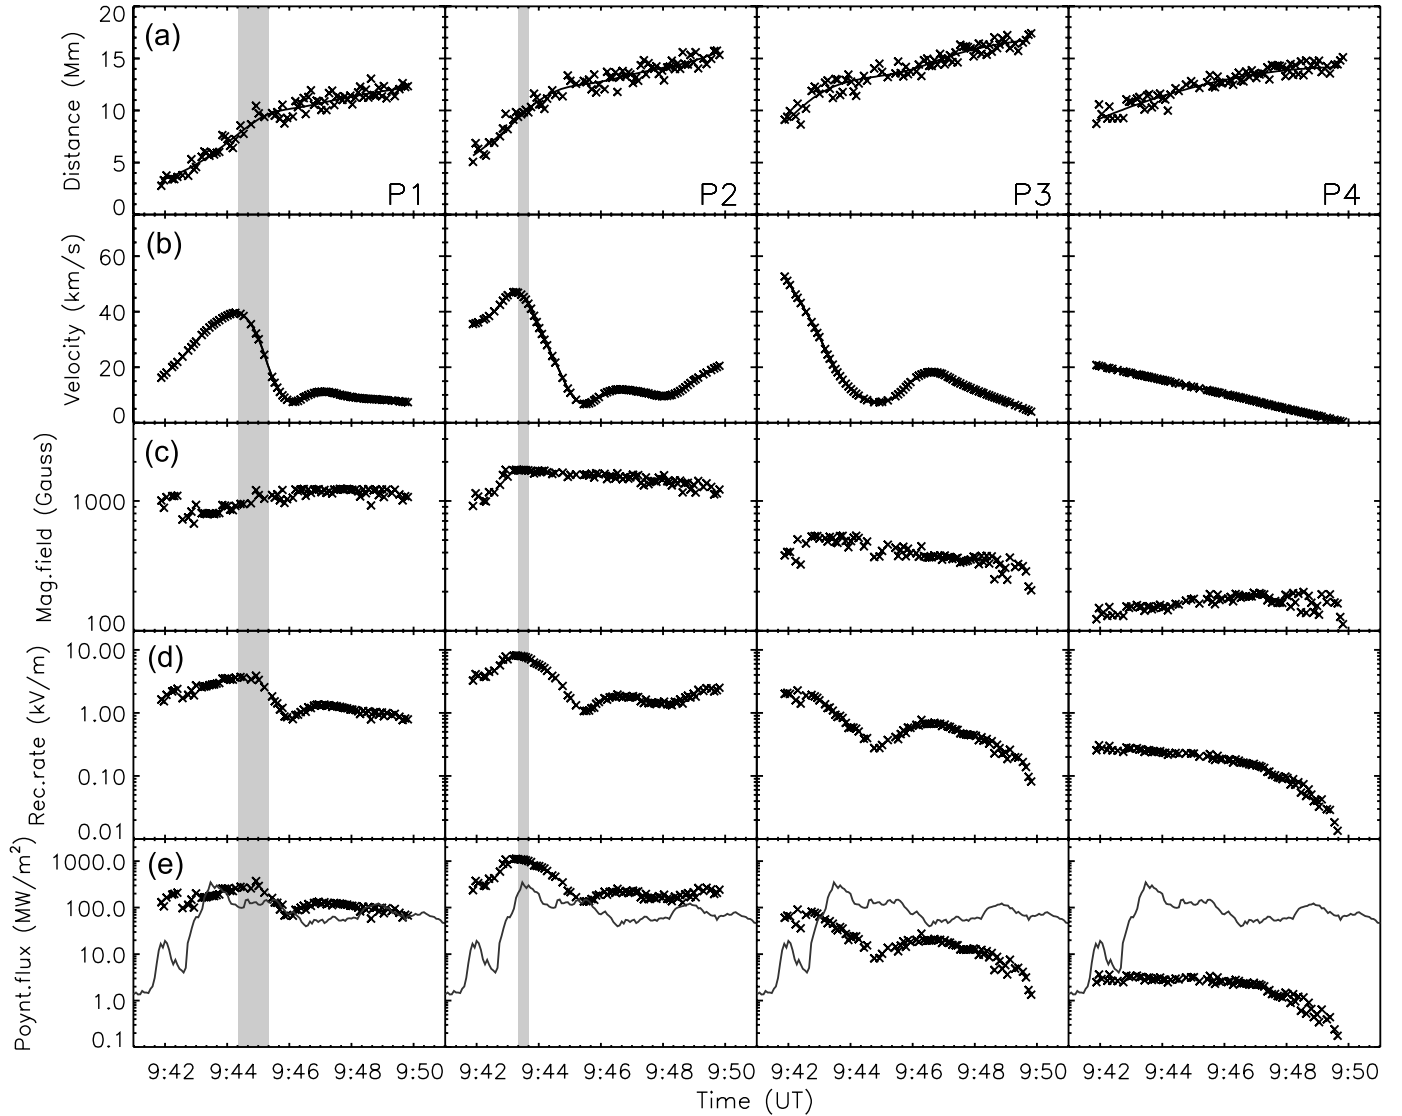 (a)
Distance (Mm)
20
15
10
5
0
P1
P2
P3
P4
(b)
Velocity (km/s)
60
40
20
0
(c)
Mag.field (Gauss)
1000
100
(d)
Rec.rate (kV/m)
10.00
1.00
0.10
0.01
(e)
Poynt.flux (MW/m²)
1000.0
100.0
10.0
1.0
0.1
9:42 9:44 9:46 9:48 9:50 9:42 9:44 9:46 9:48 9:50 9:42 9:44 9:46 9:48 9:50 9:42 9:44 9:46 9:48 9:50
Time (UT)